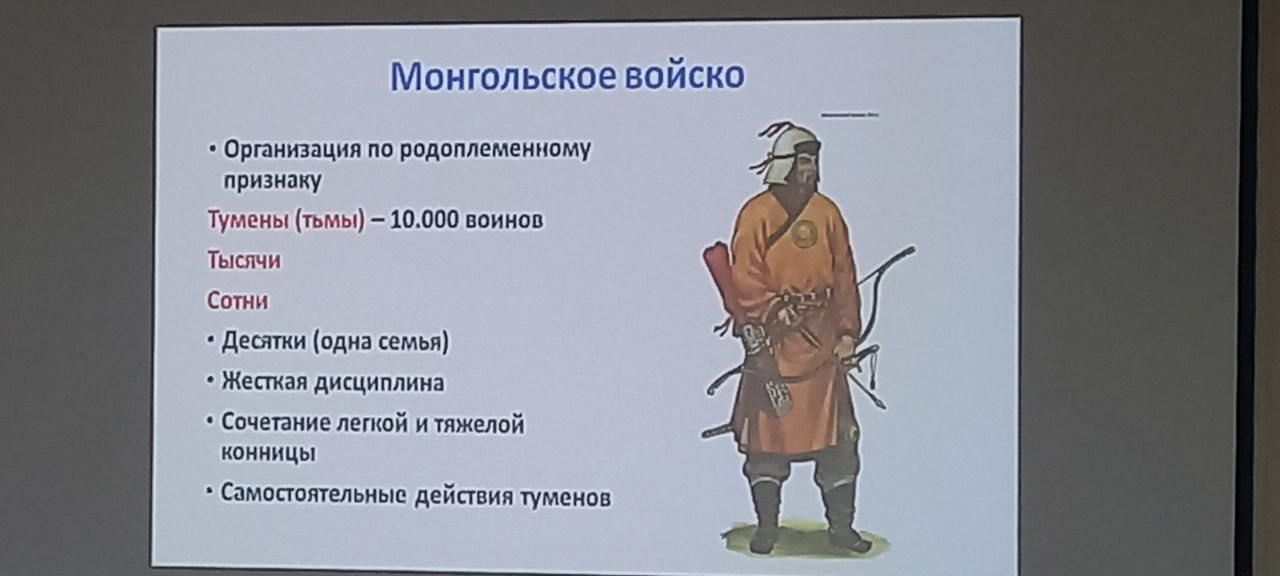 Монгольское войско
• Организация по родоплеменному
признаку
Тумены (тьмы) – 10.000 воинов
Тысячи
Сотни
• Десятки (одна семья)
• Жесткая дисциплина
• Сочетание легкой и тяжелой
конницы
• Самостоятельные действия туменов